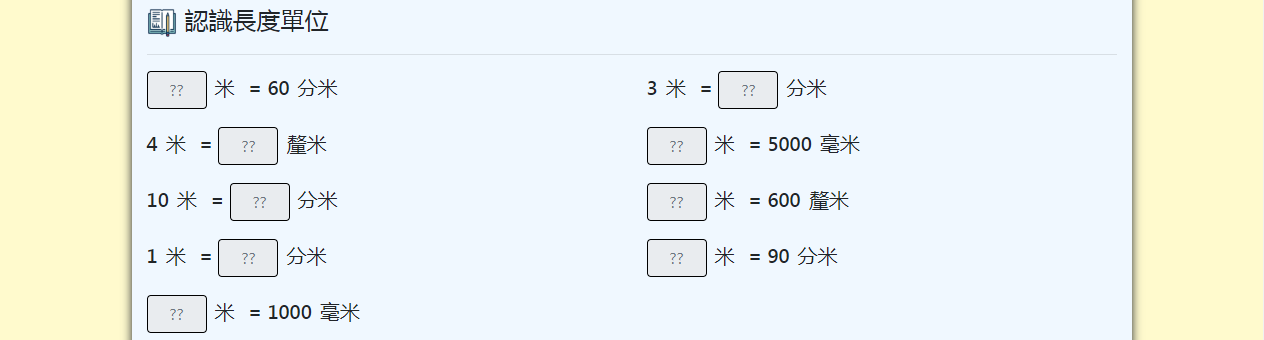 認識長度單位
?? 米 = 60 分米
3 米 = ?? 分米
4 米 = ?? 釐米
?? 米 = 5000 毫米
10 米 = ?? 分米
?? 米 = 600 釐米
1 米 = ?? 分米
?? 米 = 90 分米
?? 米 = 1000 毫米